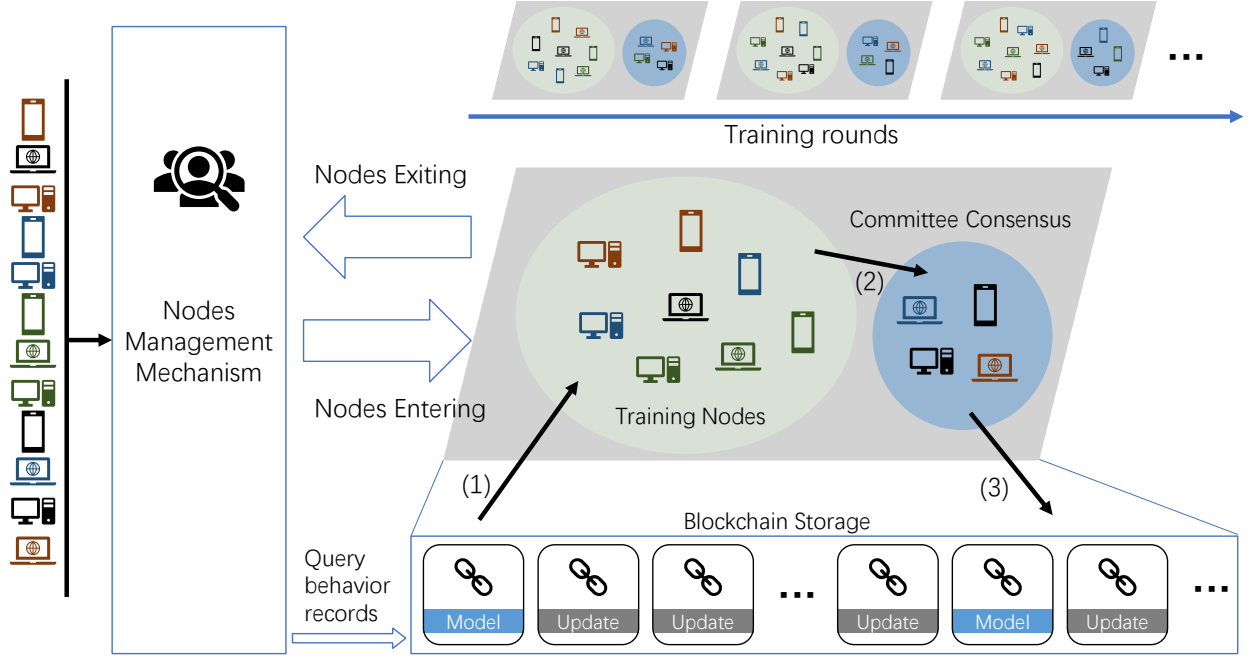 Training rounds
Nodes Exiting
Committee Consensus
(2)
Nodes
Management
Mechanism
Nodes Entering
Training Nodes
(1)
(3)
Blockchain Storage
Query
behavior
records
Model
Update
Update
...
Update
Model
Update
...